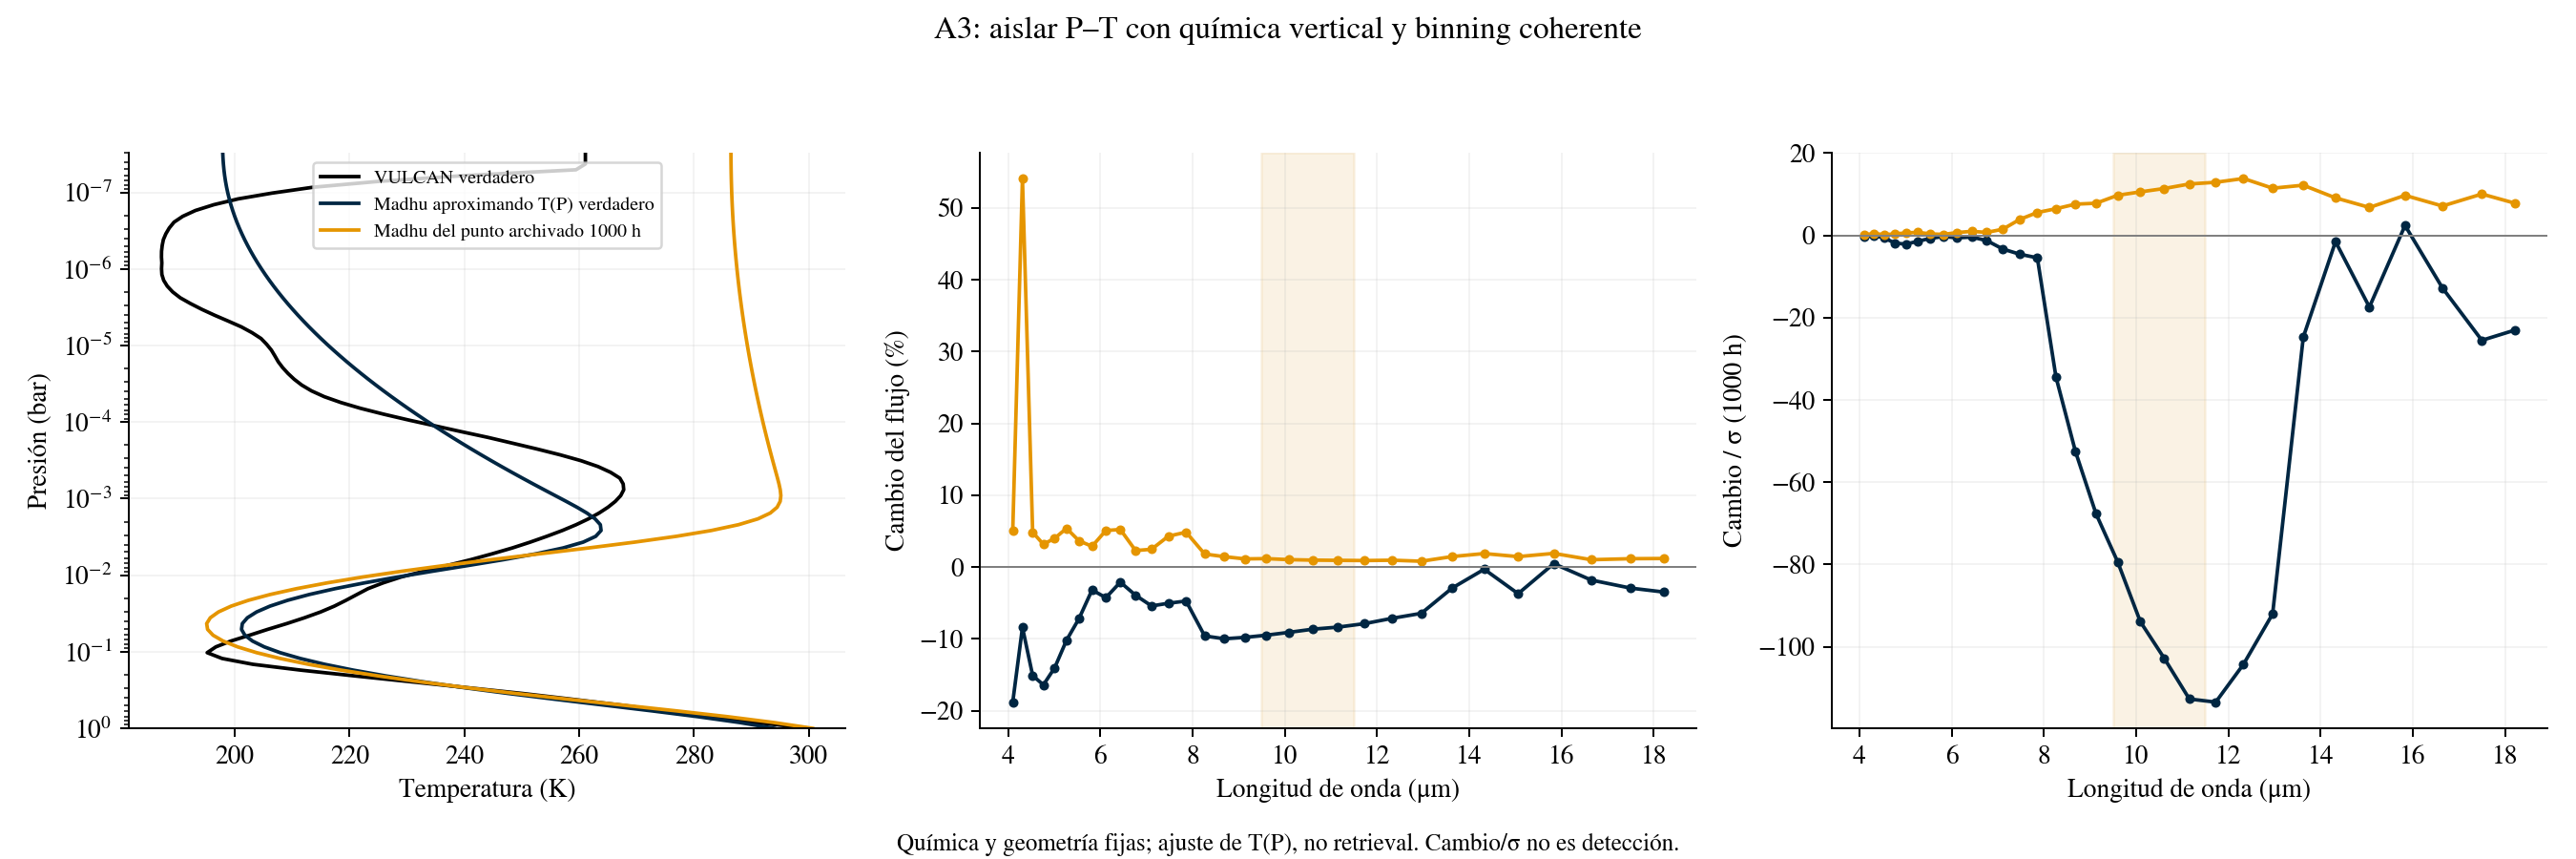 A3: aislar P–T con química vertical y binning coherente
Presión (bar)
10⁻⁷
10⁻⁶
10⁻⁵
10⁻⁴
10⁻³
10⁻²
10⁻¹
10⁰
VULCAN verdadero
Madhu aproximando T(P) verdadero
Madhu del punto archivado 1000 h
200 220 240 260 280 300
Temperatura (K)
Cambio del flujo (%)
50
40
30
20
10
0
−10
−20
4 6 8 10 12 14 16 18
Longitud de onda (µm)
Cambio / σ (1000 h)
20
0
−20
−40
−60
−80
−100
4 6 8 10 12 14 16 18
Longitud de onda (µm)
Química y geometría fijas; ajuste de T(P), no retrieval. Cambio/σ no es detección.